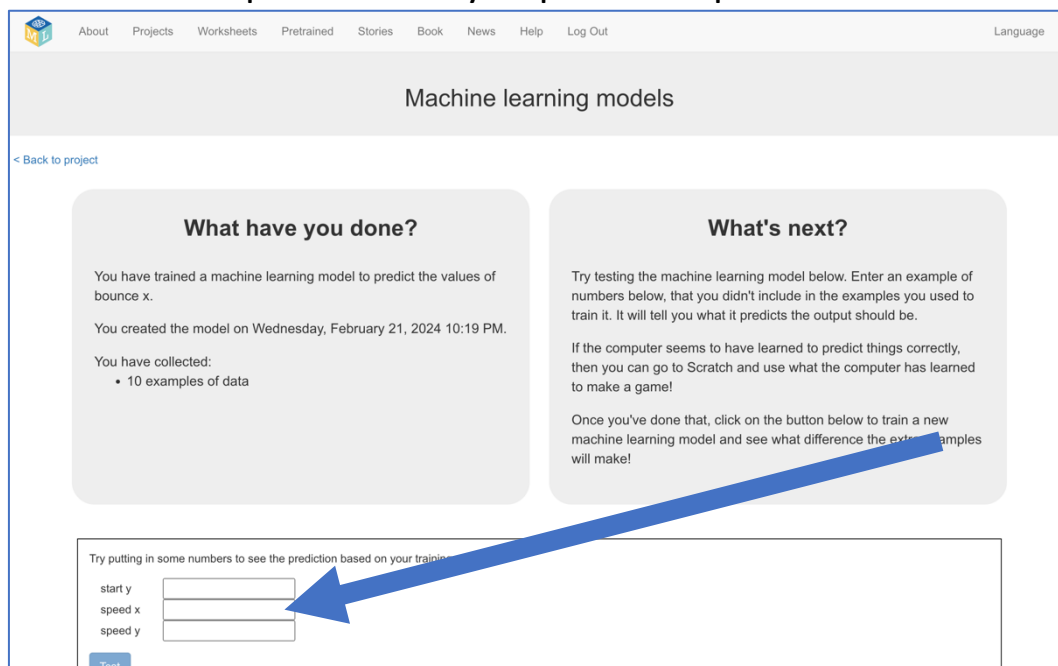 About Projects Worksheets Pretrained Stories Book News Help Log Out Language
Machine learning models
< Back to project
What have you done?
You have trained a machine learning model to predict the values of
bounce x.
You created the model on Wednesday, February 21, 2024 10:19 PM.
You have collected:
• 10 examples of data
What's next?
Try testing the machine learning model below. Enter an example of
numbers below, that you didn't include in the examples you used to
train it. It will tell you what it predicts the output should be.
If the computer seems to have learned to predict things correctly,
then you can go to Scratch and use what the computer has learned
to make a game!
Once you've done that, click on the button below to train a new
machine learning model and see what difference the extra examples
will make!
Try putting in some numbers to see the prediction based on your training
start y
speed x
speed y
Test